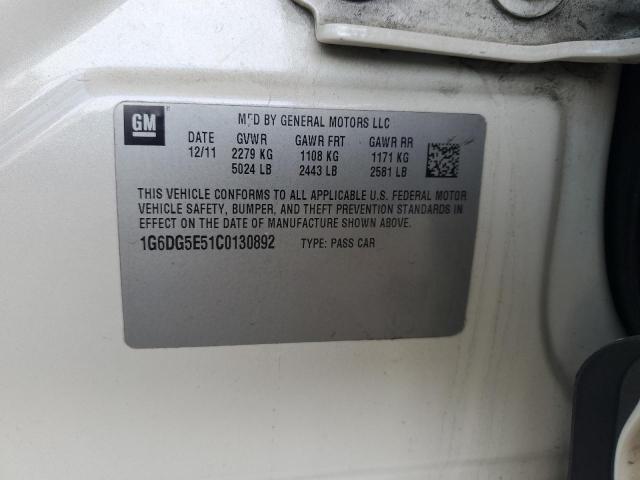 GM
MFD BY GENERAL MOTORS LLC
DATE GVWR GAWR FRT GAWR RR
12/11 2279 KG 1108 KG 1171 KG
5024 LB 2443 LB 2581 LB
THIS VEHICLE CONFORMS TO ALL APPLICABLE U.S. FEDERAL MOTOR
VEHICLE SAFETY, BUMPER, AND THEFT PREVENTION STANDARDS IN
EFFECT ON THE DATE OF MANUFACTURE SHOWN ABOVE.
1G6DG5E51C0130892 TYPE: PASS CAR